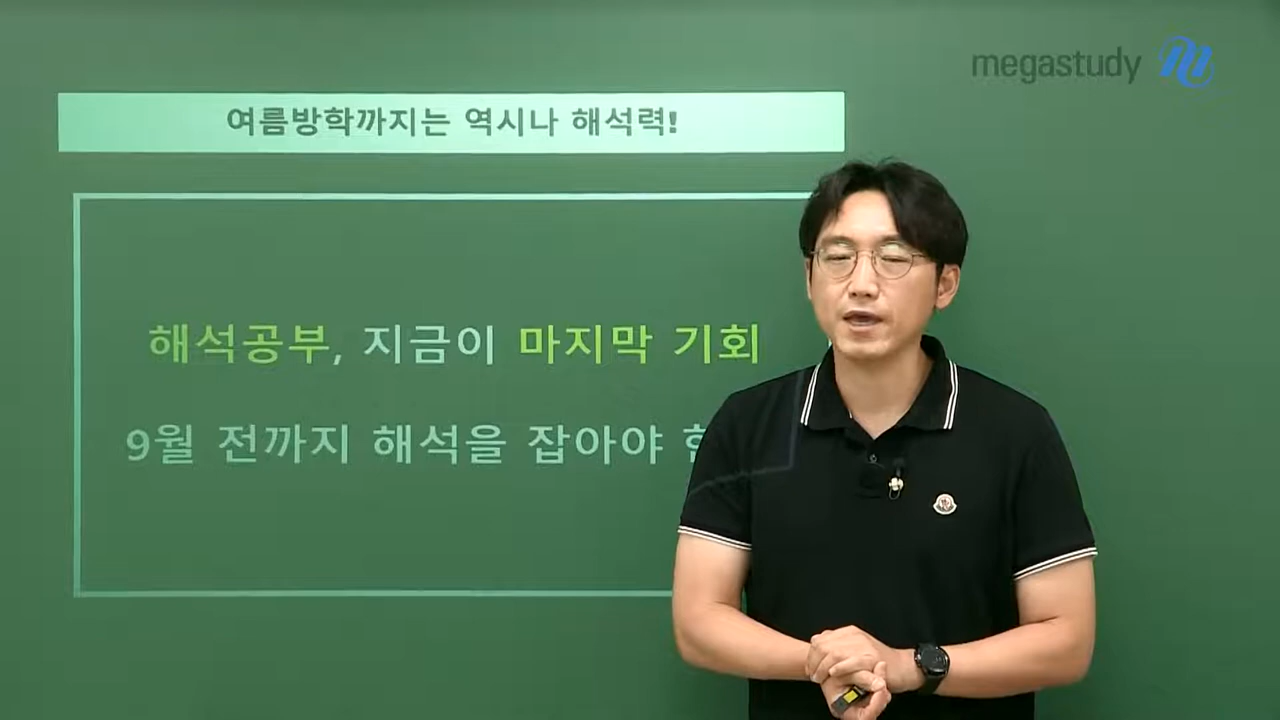 megastudy
여름방학까지는 역시나 해석력!
해석공부, 지금이 마지막 기회
9월 전까지 해석을 잡아야